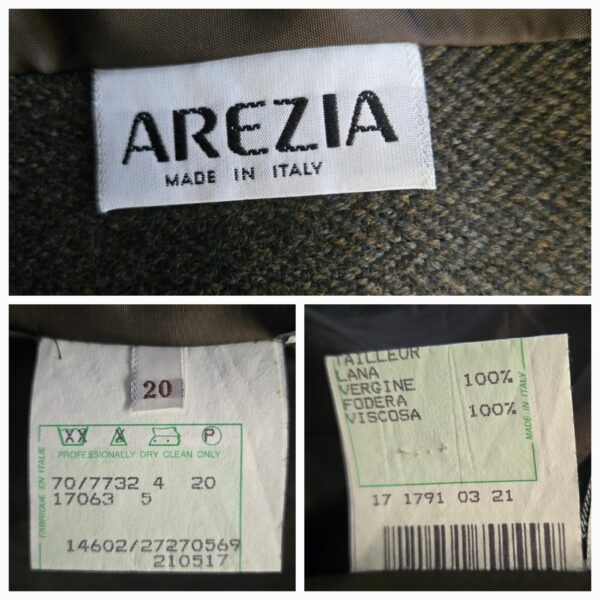 AREZIA
MADE IN ITALY
20
XX X P
PROFESSIONALLY DRY CLEAN ONLY
FABRIQUE EN ITALIE
70/7732 4 20
17063 5
14602/27270569
210517
TAILLEUR
LANA
VERGINE 100%
FODERA
VISCOSA 100%
MADE IN ITALY
17 1791 03 21